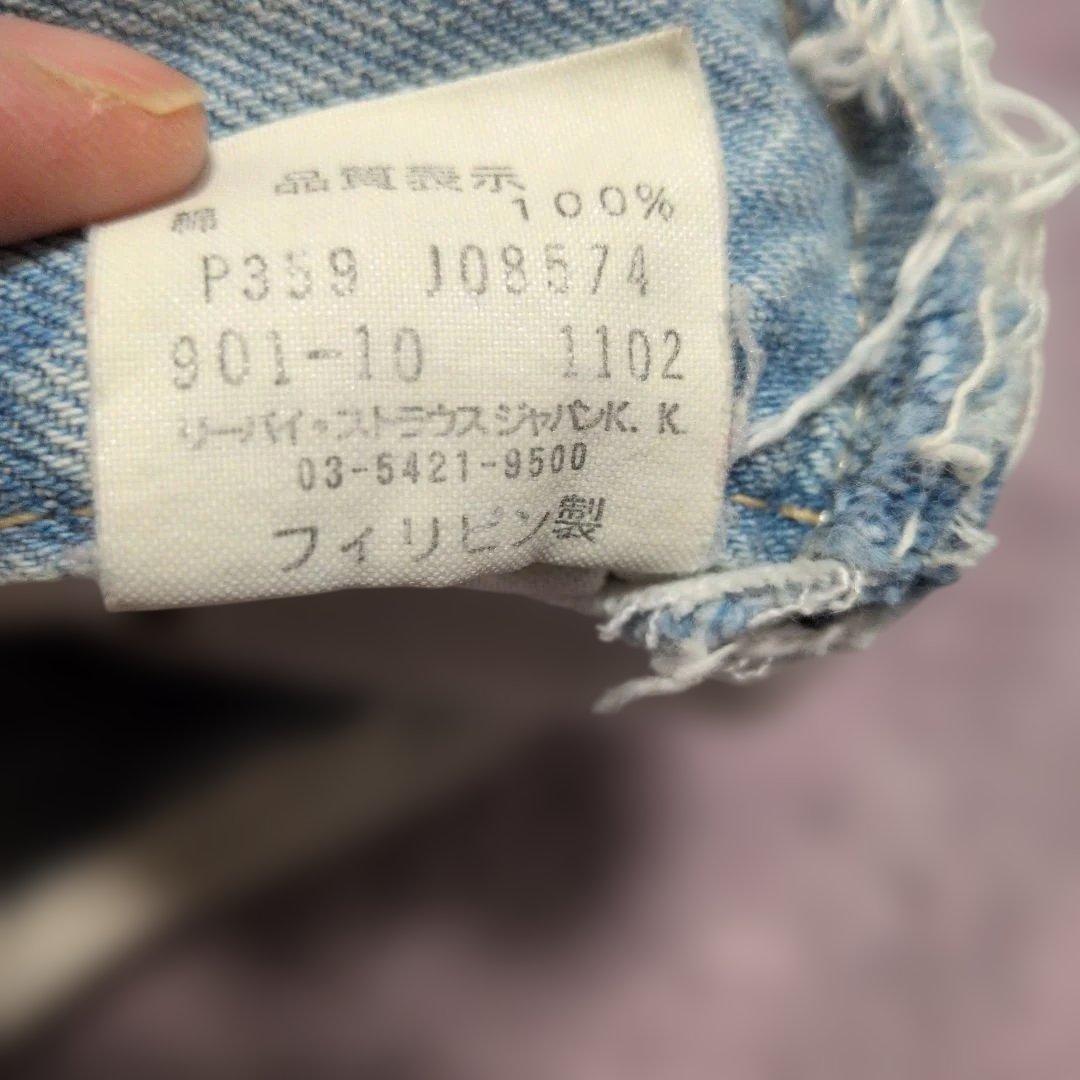 品質表示
綿 100%
P359 J08574
901-10 1102
リーバイ・ストラウスジャパンK.K.
03-5421-9500
フィリピン製